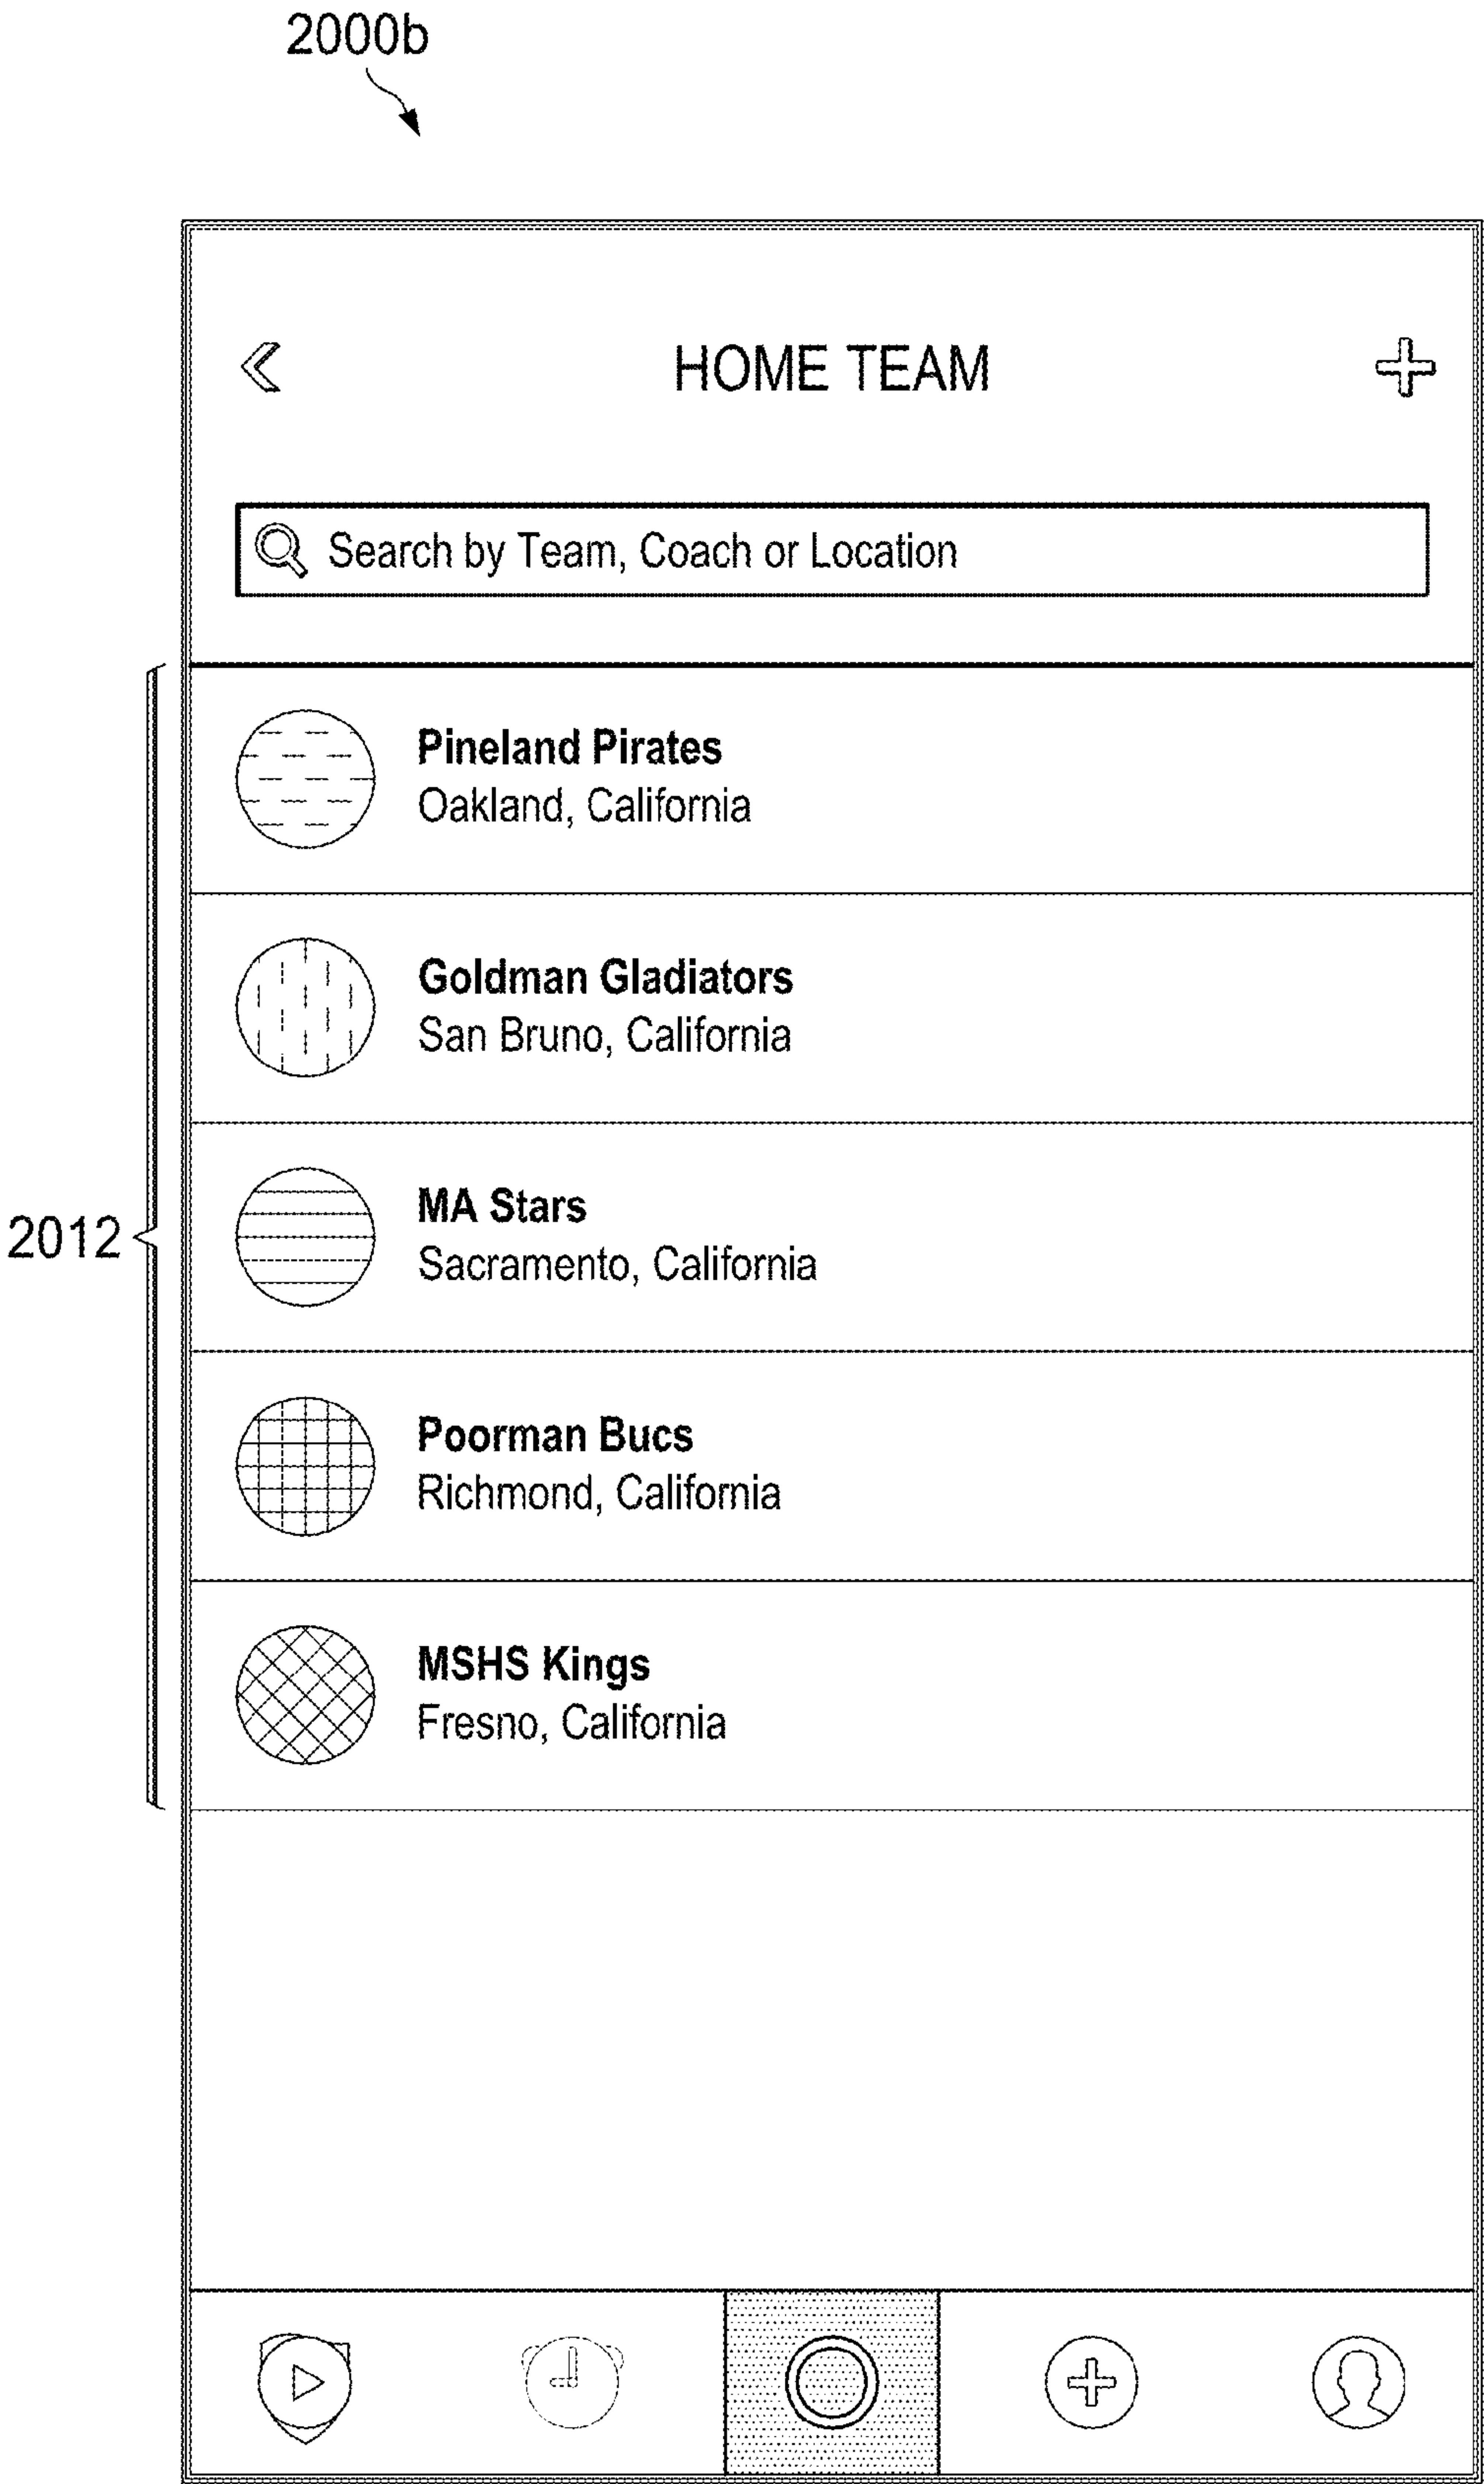 2000b
HOME TEAM
Search by Team, Coach or Location
Pineland Pirates
Oakland, California
Goldman Gladiators
San Bruno, California
MA Stars
Sacramento, California
2012
Poorman Bucs
Richmond, California
MSHS Kings
Fresno, California